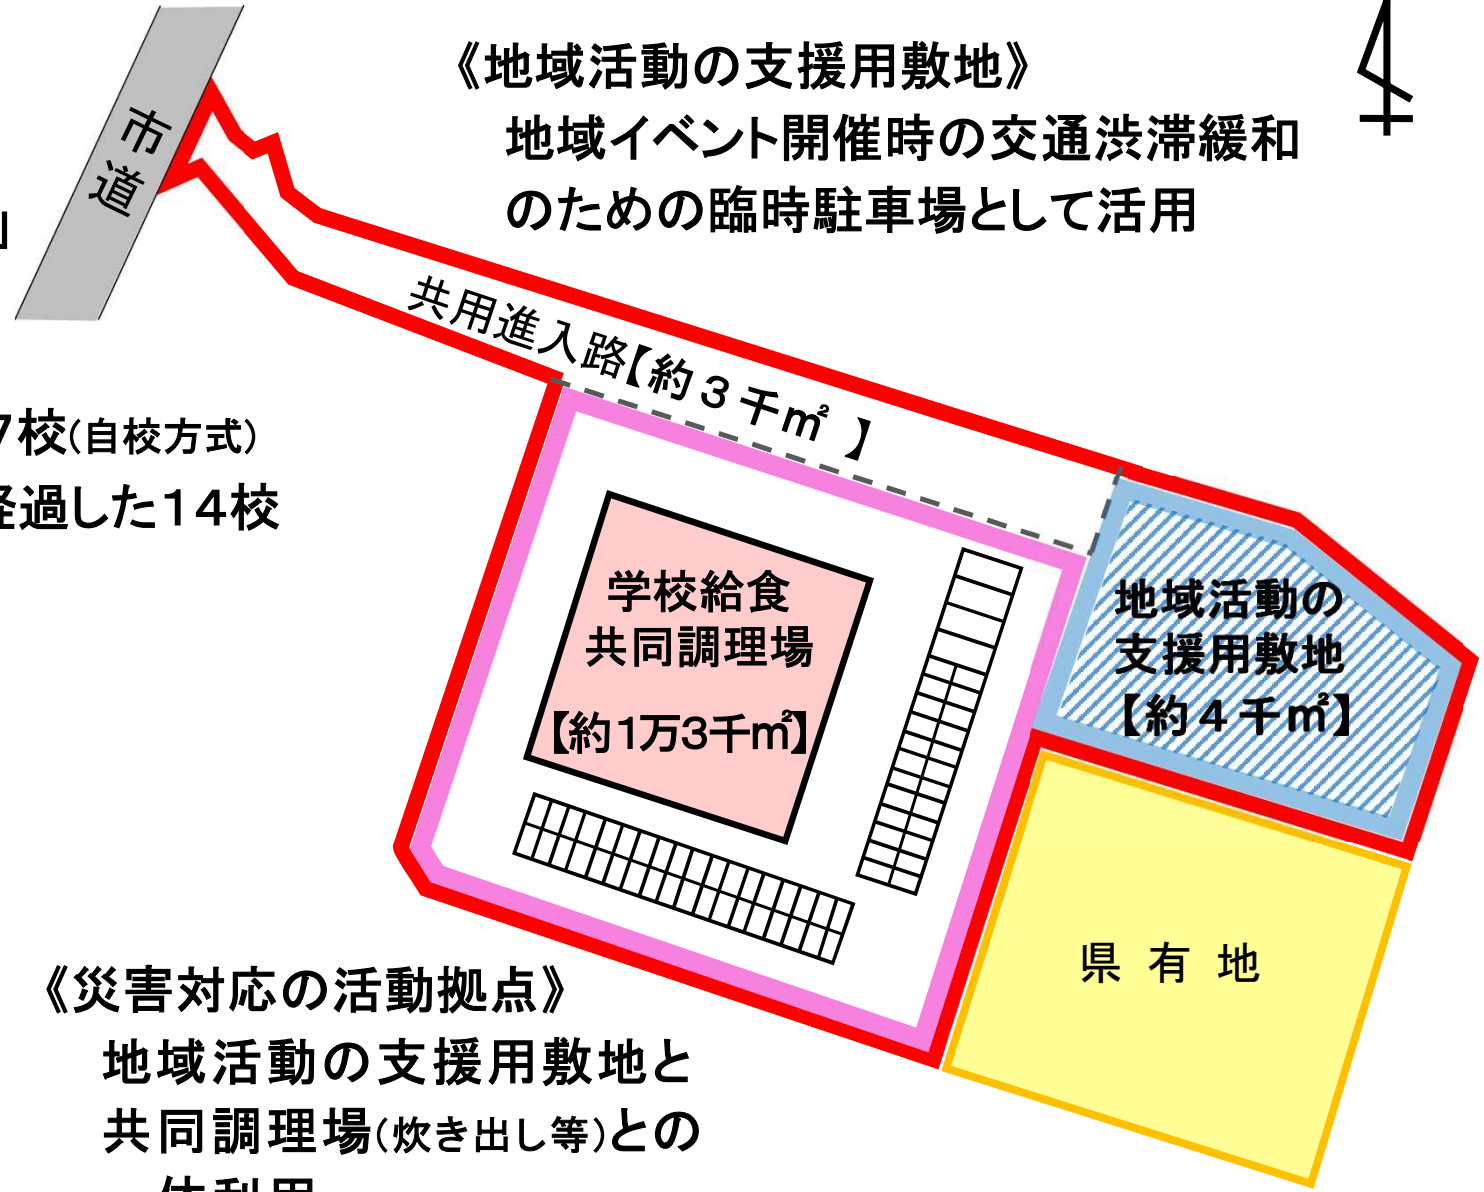 《地域活動の支援用敷地》
地域イベント開催時の交通渋滞緩和
のための臨時駐車場として活用
市道
」
共用進入路【約３千㎡】
7校(自校方式)
経過した14校
学校給食
共同調理場
【約1万3千㎡】
地域活動の
支援用敷地
【約４千㎡】
県有地
《災害対応の活動拠点》
地域活動の支援用敷地と
共同調理場(炊き出し等)との
体利用